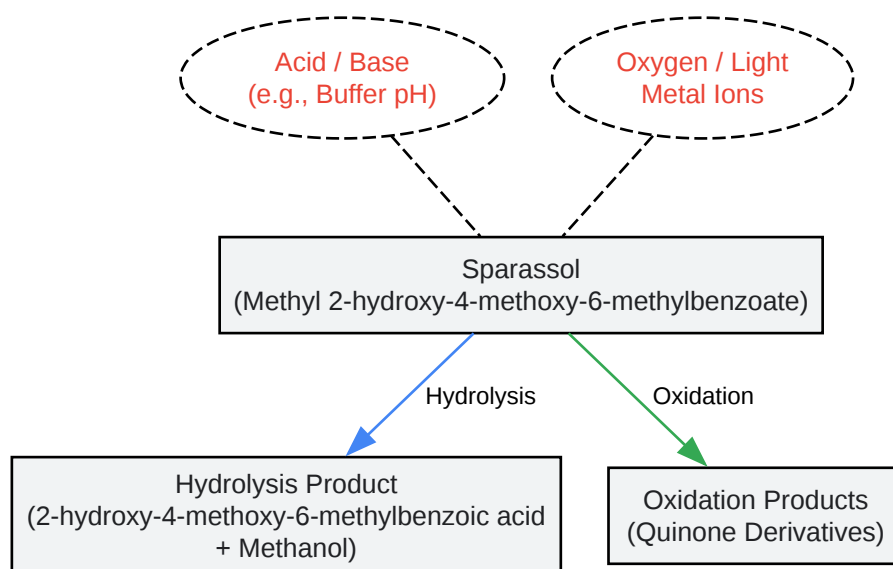 Acid / Base
(e.g., Buffer pH)
Oxygen / Light
Metal Ions
Sparassol
(Methyl 2-hydroxy-4-methoxy-6-methylbenzoate)
Hydrolysis
Oxidation
Hydrolysis Product
(2-hydroxy-4-methoxy-6-methylbenzoic acid
+ Methanol)
Oxidation Products
(Quinone Derivatives)